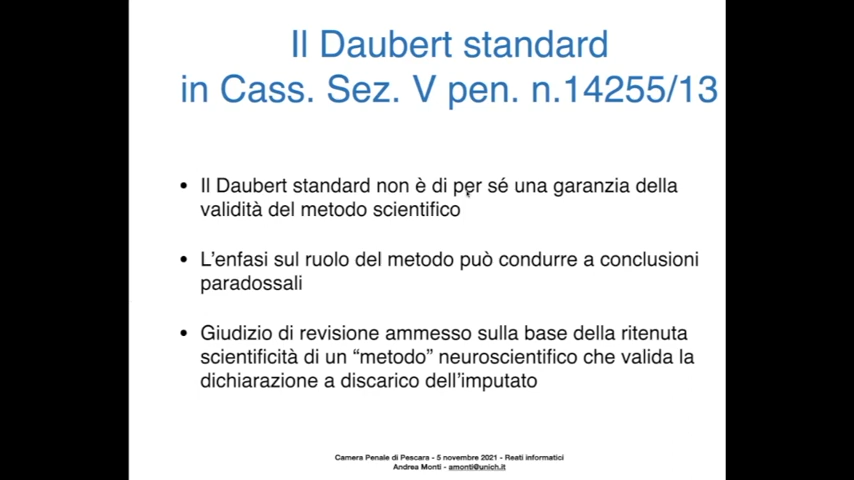 Il Daubert standard
in Cass. Sez. V pen. n.14255/13
• Il Daubert standard non è di per sé una garanzia della
validità del metodo scientifico
• L’enfasi sul ruolo del metodo può condurre a conclusioni
paradossali
• Giudizio di revisione ammesso sulla base della ritenuta
scientificità di un “metodo” neuroscientifico che valida la
dichiarazione a discarico dell’imputato
Camera Penale di Pescara - 5 novembre 2021 - Reati informatici
Andrea Monti - amonti@unich.it